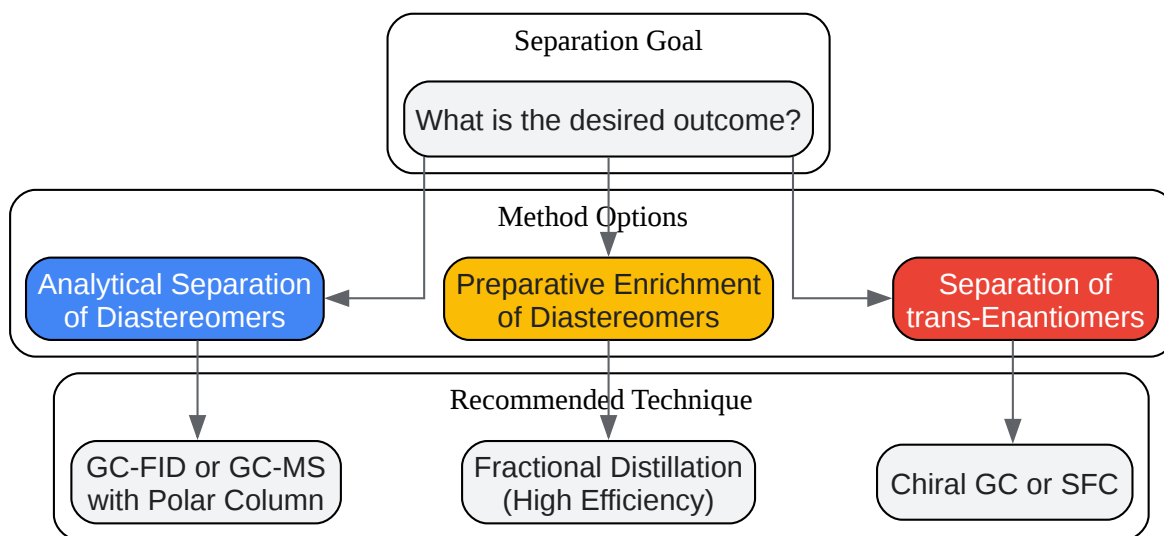 Separation Goal
What is the desired outcome?
Method Options
Analytical Separation
of Diastereomers
Preparative Enrichment
of Diastereomers
Separation of
trans-Enantiomers
Recommended Technique
GC-FID or GC-MS
with Polar Column
Fractional Distillation
(High Efficiency)
Chiral GC or SFC